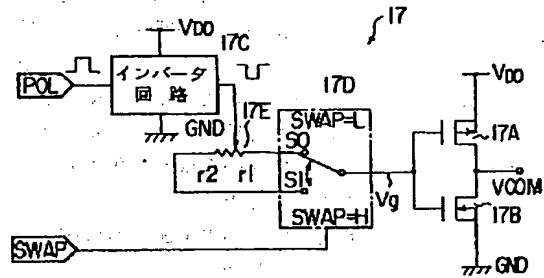 17
VDD
17C
POL
インバータ
回路
GND
17E
r2 r1
17D
SWAP=L
S0
S1
SWAP=H
SWAP
Vg
VDD
17A
VCOM
17B
GND